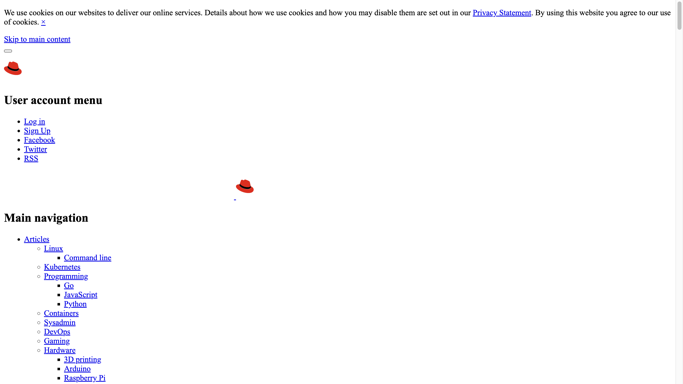 We use cookies on our websites to deliver our online services. Details about how we use cookies and how you may disable them are set out in our Privacy Statement. By using this website you agree to our use
of cookies. ×
Skip to main content
User account menu
Log in
Sign Up
Facebook
Twitter
RSS
Main navigation
Articles
Linux
Command line
Kubernetes
Programming
Go
JavaScript
Python
Containers
Sysadmin
DevOps
Gaming
Hardware
3D printing
Arduino
Raspberry Pi